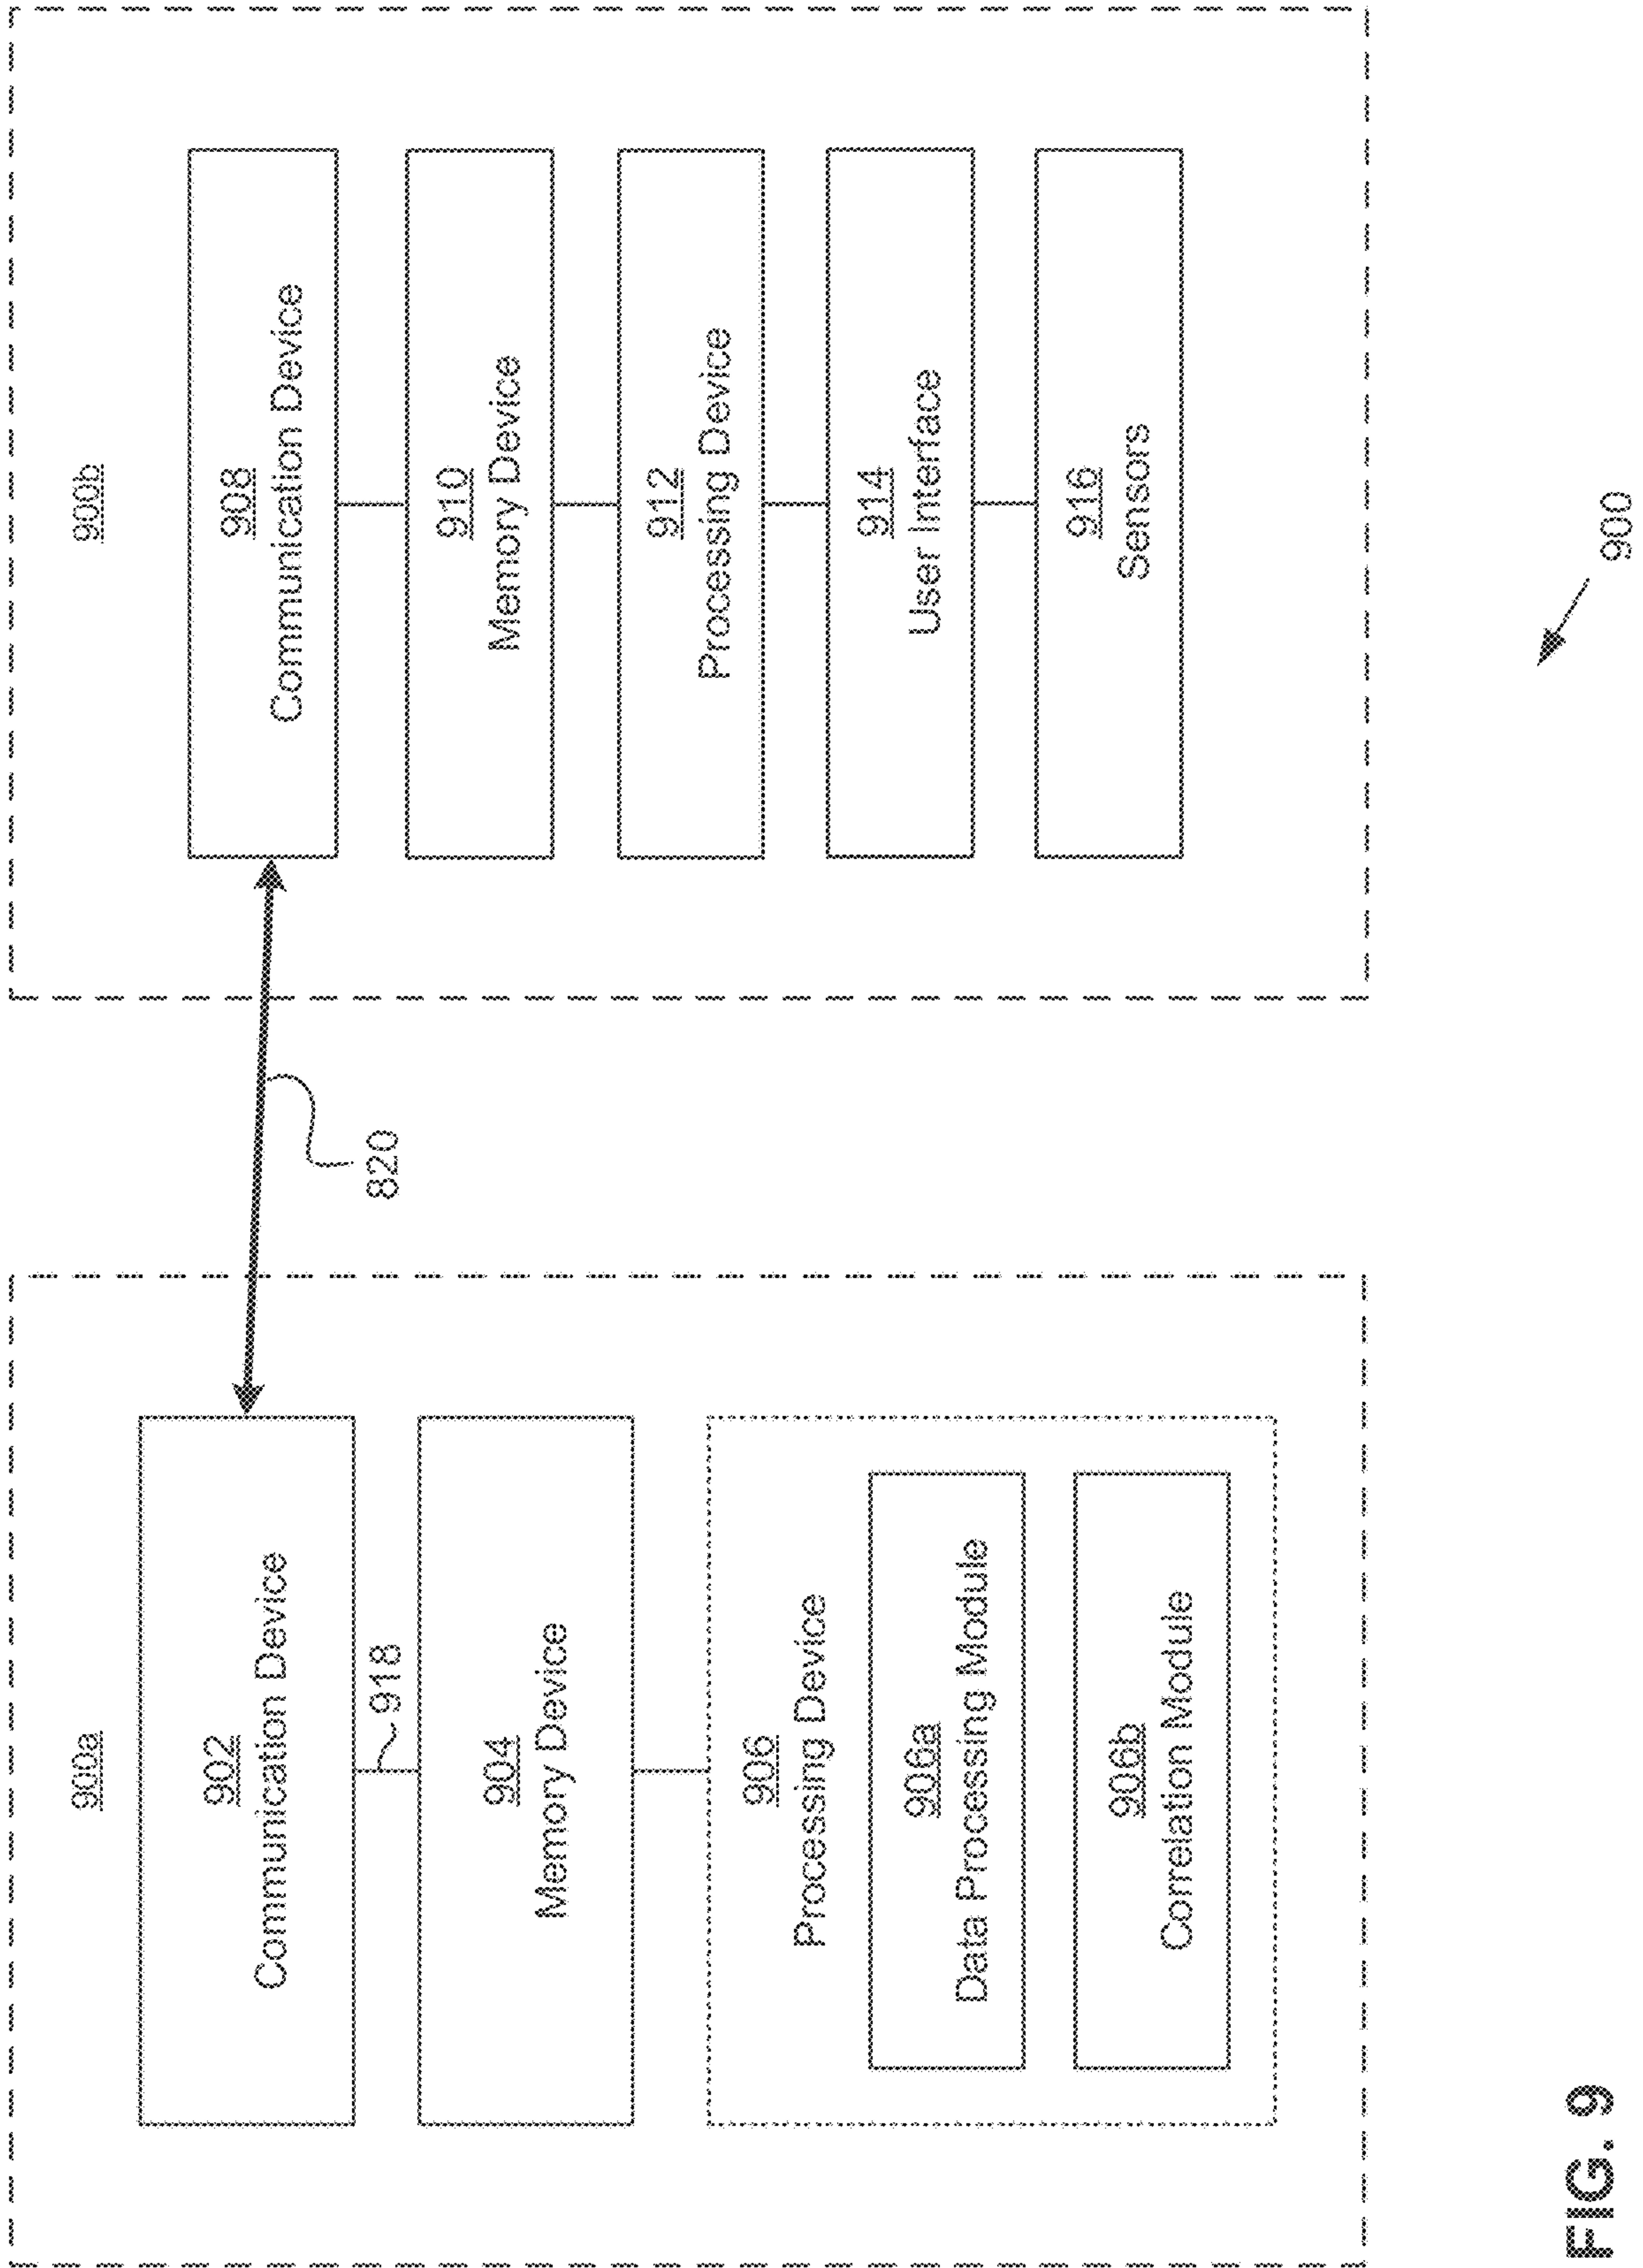 900a
902
Communication Device
918
904
Memory Device
906
Processing Device
906a
Data Processing Module
906b
Correlation Module
820
900b
908
Communication Device
910
Memory Device
912
Processing Device
914
User Interface
916
Sensors
900
FIG. 9